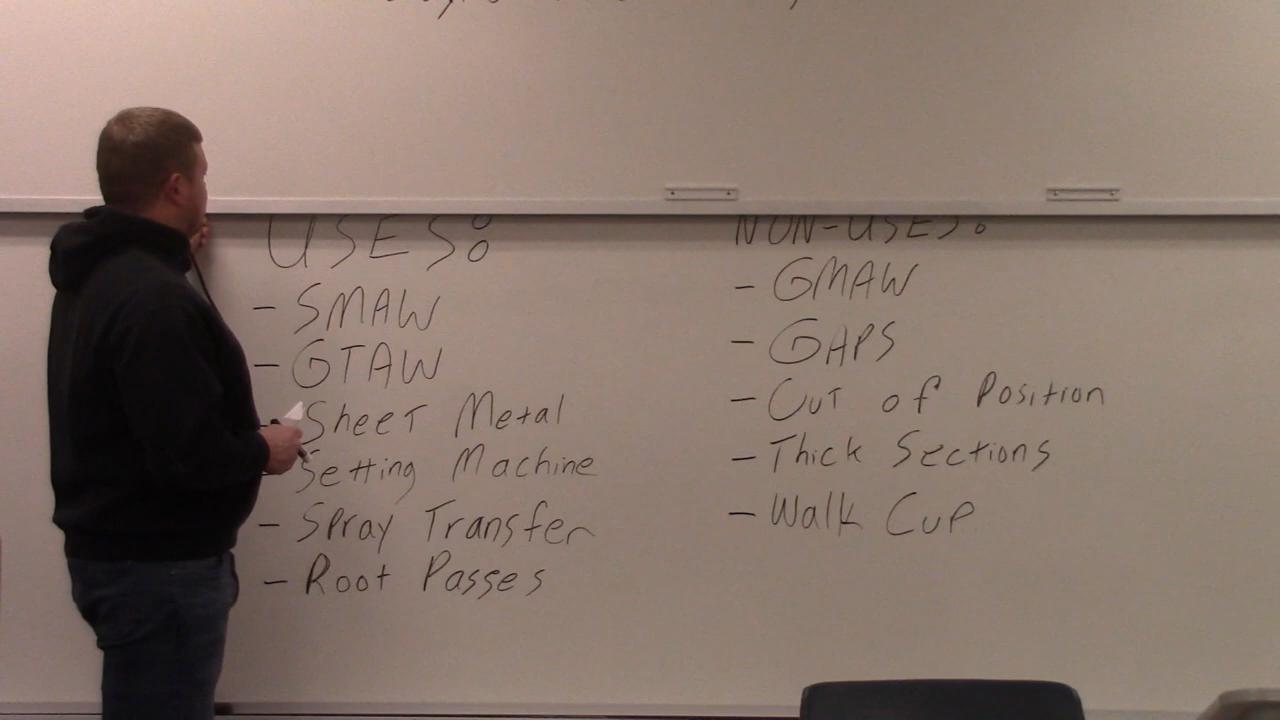 USES:
- SMAW
- GTAW
- Sheet Metal
- Setting Machine
- Spray Transfer
- Root Passes
NON-USES:
- GMAW
- GAPS
- Out of Position
- Thick Sections
- Walk Cup